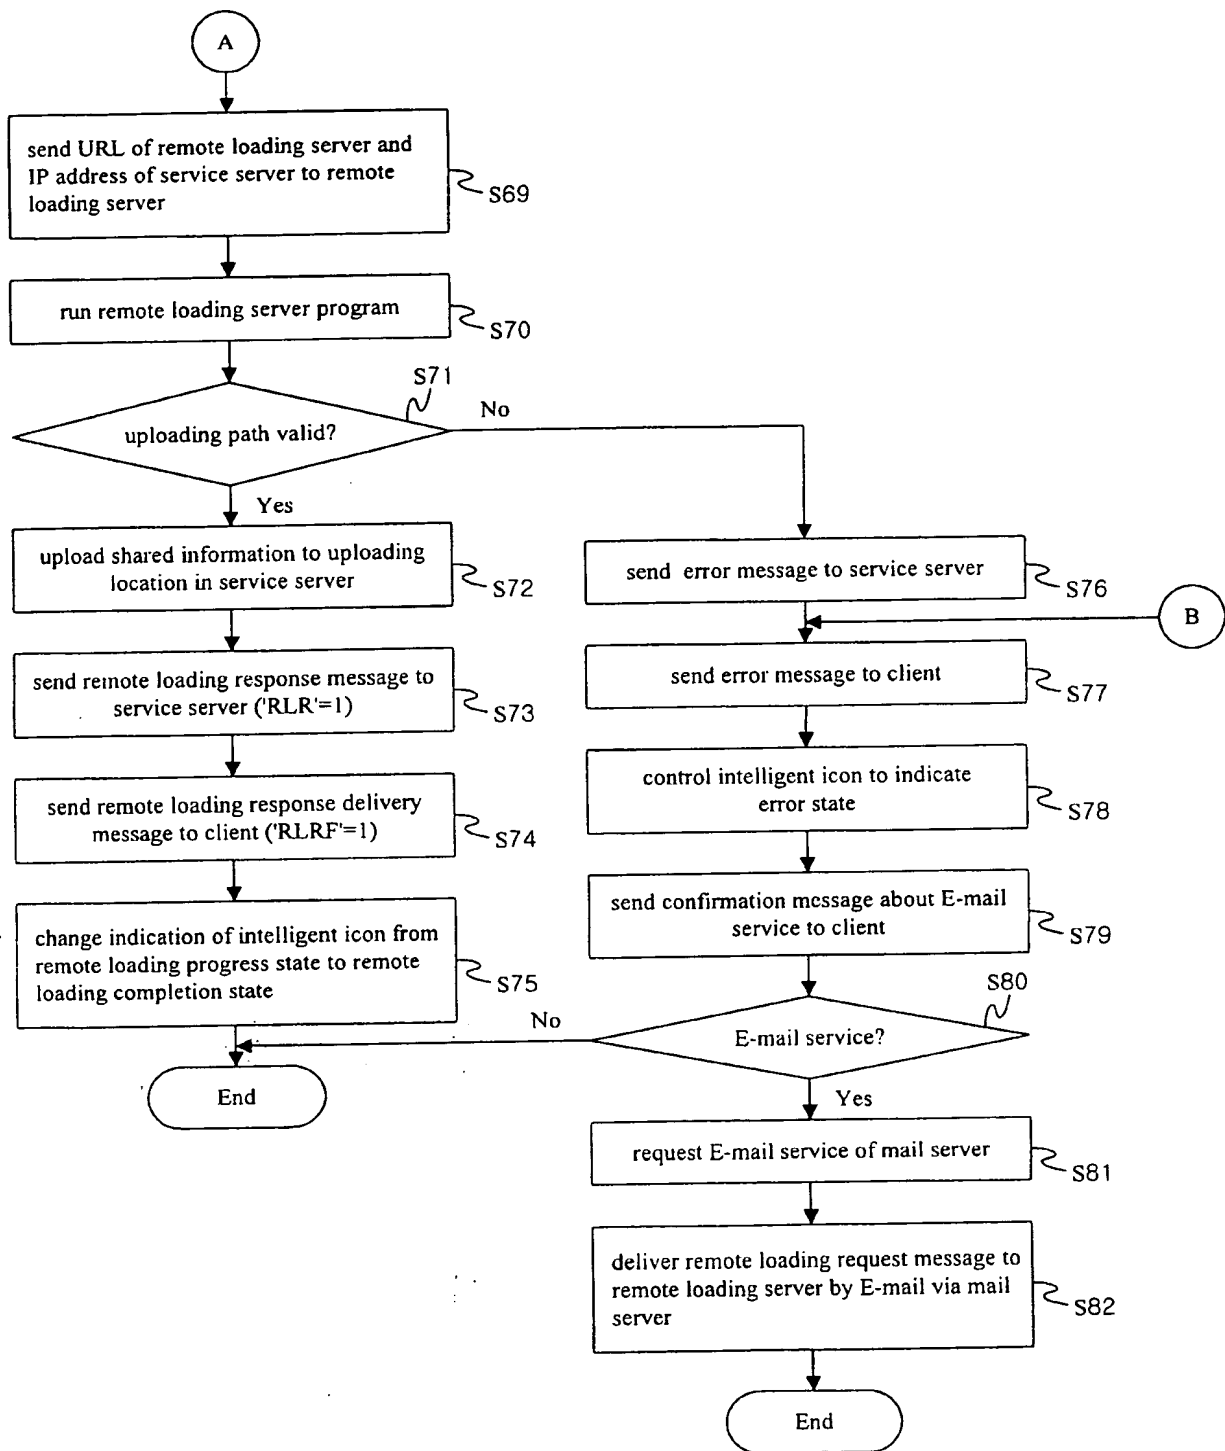 A
send URL of remote loading server and
IP address of service server to remote
loading server
S69
run remote loading server program
S70
S71
uploading path valid?
No
Yes
upload shared information to uploading
location in service server
S72
send remote loading response message to
service server ('RLR'=1)
S73
send remote loading response delivery
message to client ('RLRF'=1)
S74
change indication of intelligent icon from
remote loading progress state to remote
loading completion state
S75
End
send error message to service server
S76
B
send error message to client
S77
control intelligent icon to indicate
error state
S78
send confirmation message about E-mail
service to client
S79
S80
E-mail service?
No
Yes
request E-mail service of mail server
S81
deliver remote loading request message to
remote loading server by E-mail via mail
server
S82
End